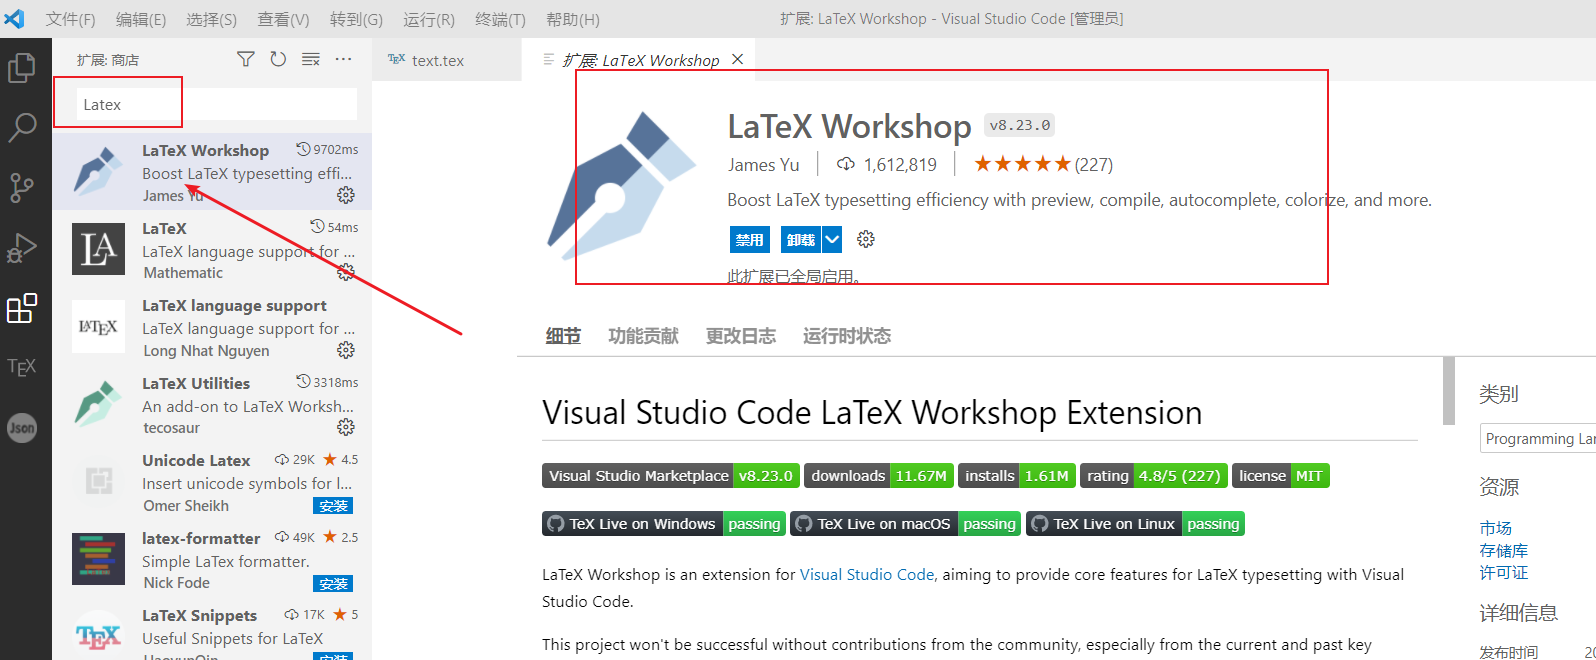 文件(F) 编辑(E) 选择(S) 查看(V) 转到(G) 运行(R) 终端(T) 帮助(H) 扩展: LaTeX Workshop - Visual Studio Code [管理员]
扩展: 商店
TEX text.tex
扩展: LaTeX Workshop
Latex
LaTeX Workshop 9702ms
Boost LaTeX typesetting effi...
James Yu
LaTeX 54ms
LaTeX language support for ...
Mathematic
LaTeX language support
LaTeX language support for ...
Long Nhat Nguyen
LaTeX Utilities 3318ms
An add-on to LaTeX Worksh...
tecosaur
Unicode Latex 29K 4.5
Insert unicode symbols for l...
Omer Sheikh 安装
latex-formatter 49K 2.5
Simple LaTex formatter.
Nick Fode 安装
LaTeX Snippets 17K 5
Useful Snippets for LaTeX
HaoyunQin 安装
TEX
Json
LA
LATEX
TEX
LaTeX Workshop v8.23.0
James Yu 1,612,819 (227)
Boost LaTeX typesetting efficiency with preview, compile, autocomplete, colorize, and more.
禁用 卸载
此扩展已全局启用。
细节 功能贡献 更改日志 运行时状态
Visual Studio Code LaTeX Workshop Extension
Visual Studio Marketplace v8.23.0 downloads 11.67M installs 1.61M rating 4.8/5 (227) license MIT
TeX Live on Windows passing TeX Live on macOS passing TeX Live on Linux passing
LaTeX Workshop is an extension for Visual Studio Code, aiming to provide core features for LaTeX typesetting with Visual
Studio Code.
This project won't be successful without contributions from the community, especially from the current and past key
类别
Programming Lan
资源
市场
存储库
许可证
详细信息
发布时间 20